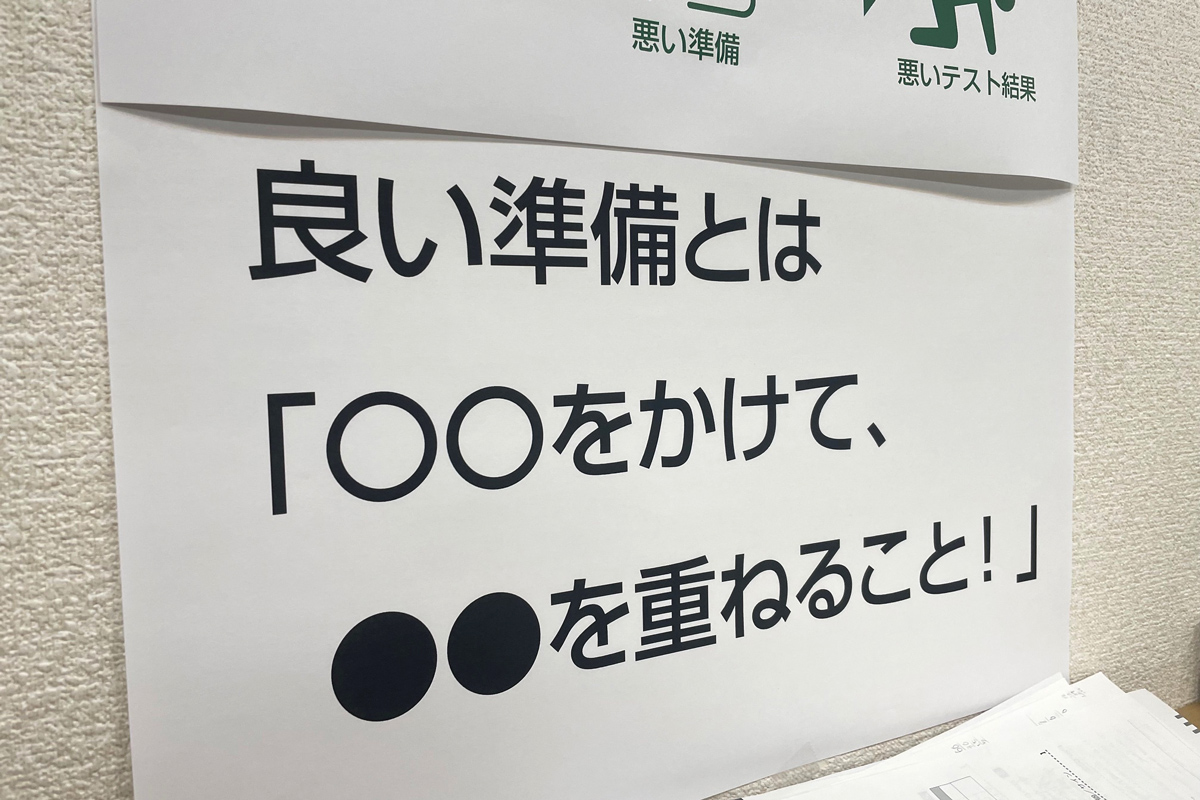 悪い準備
悪いテスト結果
良い準備とは
「〇〇をかけて、
●●を重ねること!」